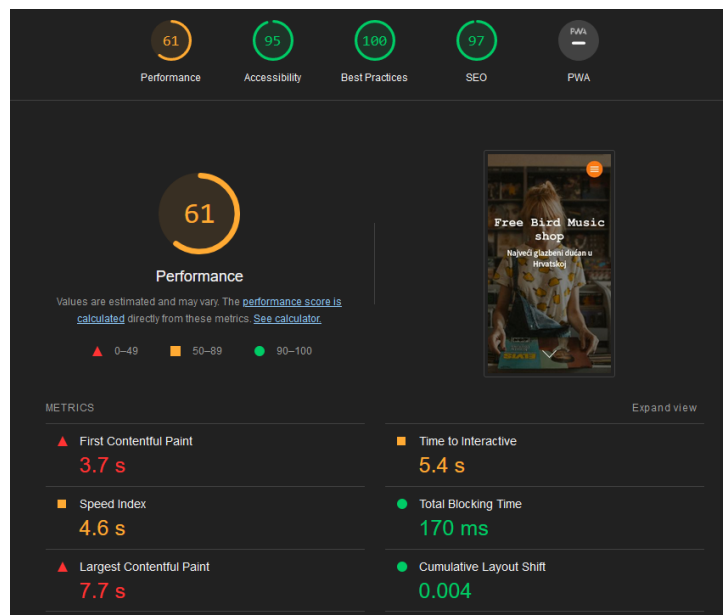 61
95
100
97
PWA
Performance
Accessibility
Best Practices
SEO
PWA
61
Performance
Values are estimated and may vary. The performance score is
calculated directly from these metrics. See calculator.
0–49
50–89
90–100
Free Bird Music
shop
Najveći glazbeni dućan u
Hrvatskoj
METRICS
Expand view
First Contentful Paint
3.7 s
Time to Interactive
5.4 s
Speed Index
4.6 s
Total Blocking Time
170 ms
Largest Contentful Paint
7.7 s
Cumulative Layout Shift
0.004